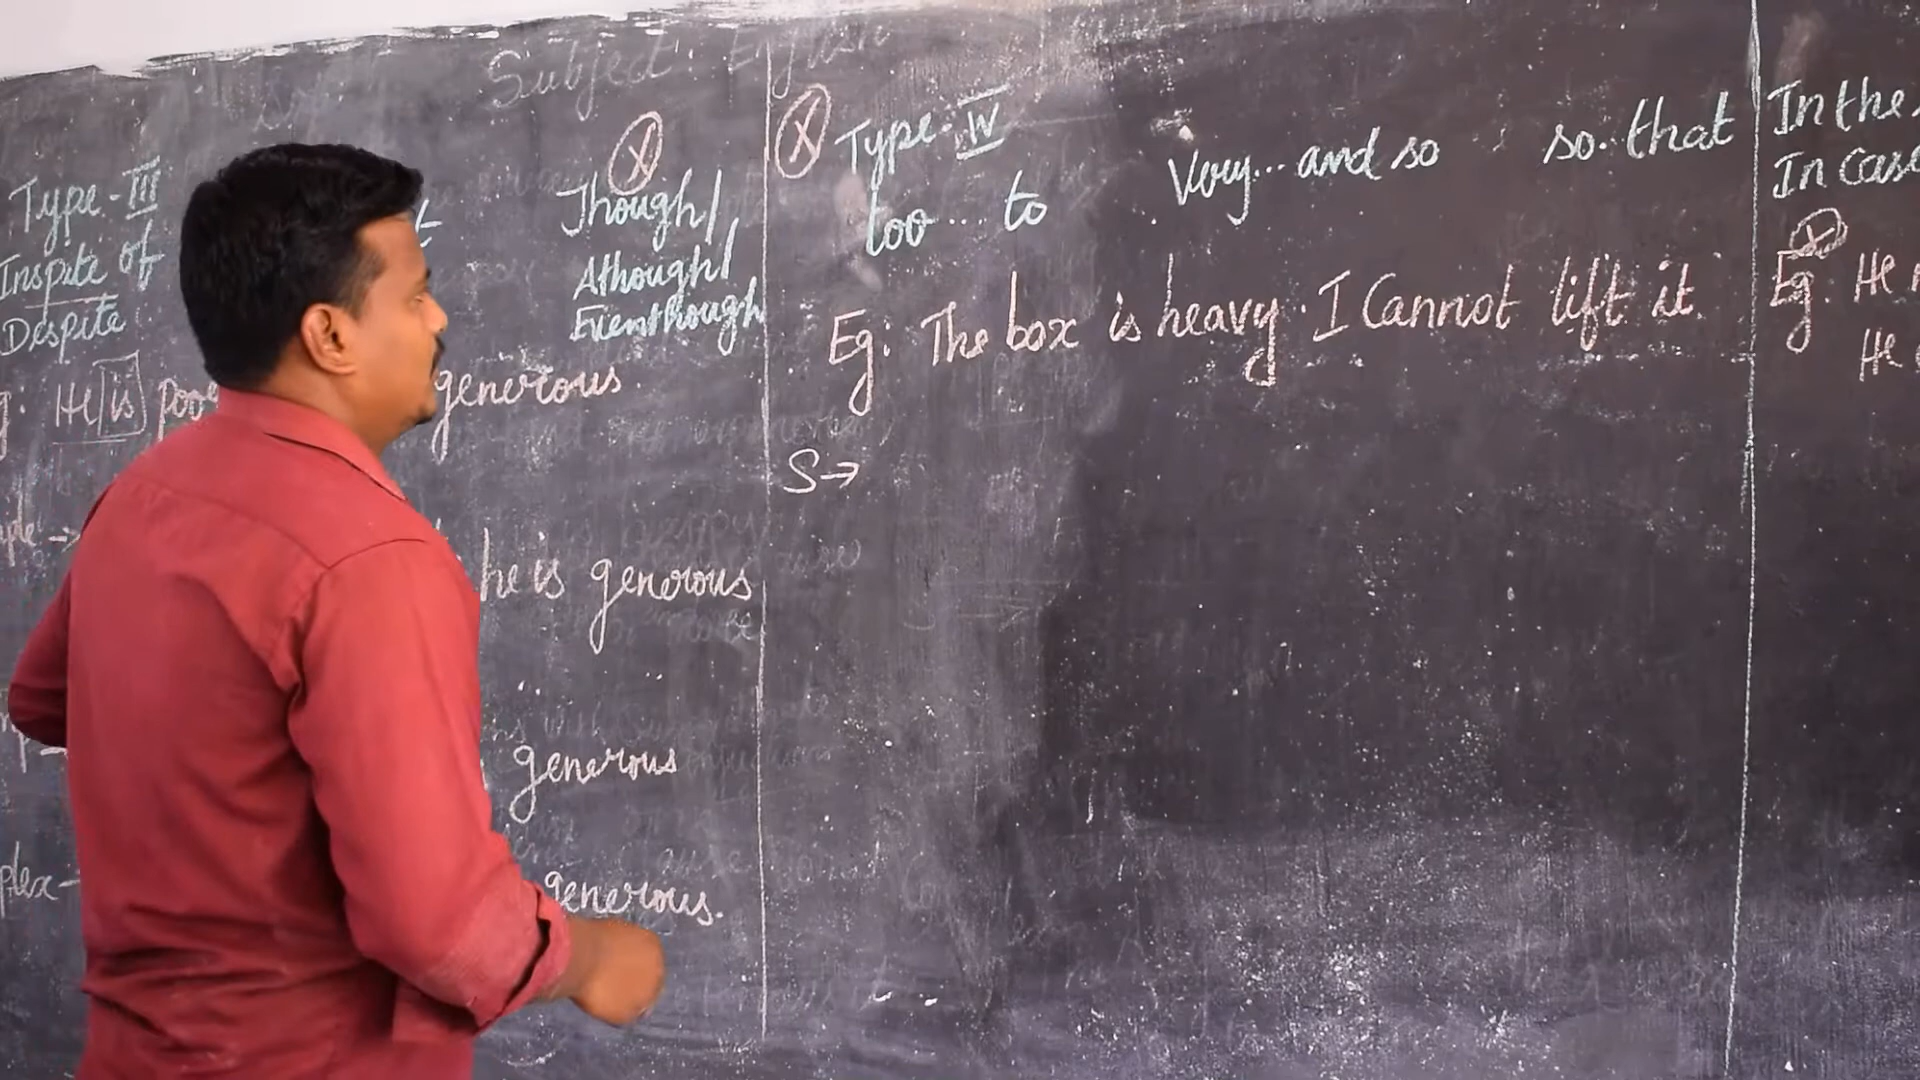 Subject: English
Type-III
Inspite of
Despite
Though/
Athough/
Eventhough
He is poor generous.
he is generous
generous
generous.
X Type-IV
too... to Very... and so so..that
Eg: The box is heavy. I Cannot lift it.
S→
In the
In Case
Eg: He
He